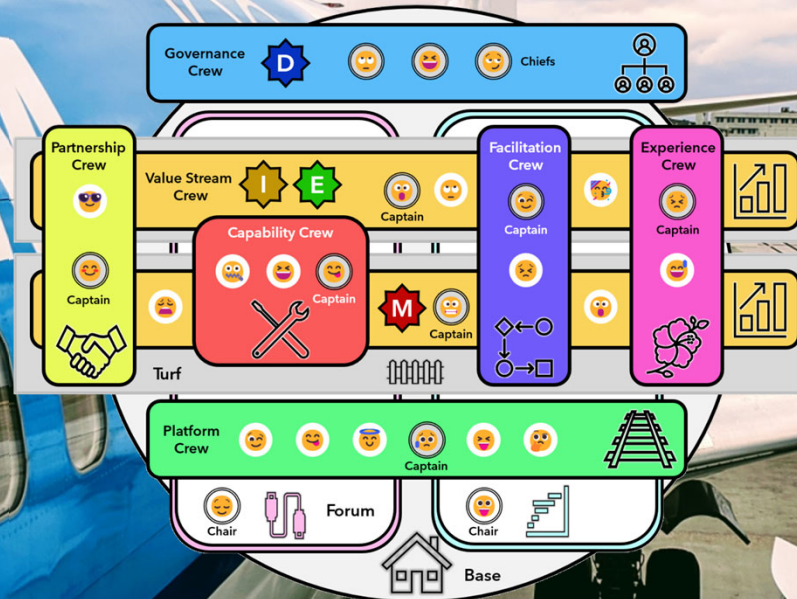 Governance
Crew
D
Chiefs
Partnership
Crew
Value Stream
Crew
I
E
Captain
Facilitation
Crew
Captain
Experience
Crew
Captain
Capability Crew
Captain
Captain
M
Captain
Turf
Platform
Crew
Captain
Chair
Forum
Chair
Base